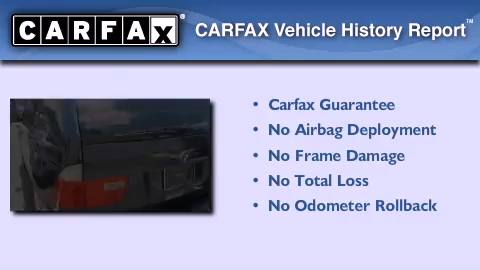 CARFAX® CARFAX Vehicle History Report™
• Carfax Guarantee
• No Airbag Deployment
• No Frame Damage
• No Total Loss
• No Odometer Rollback